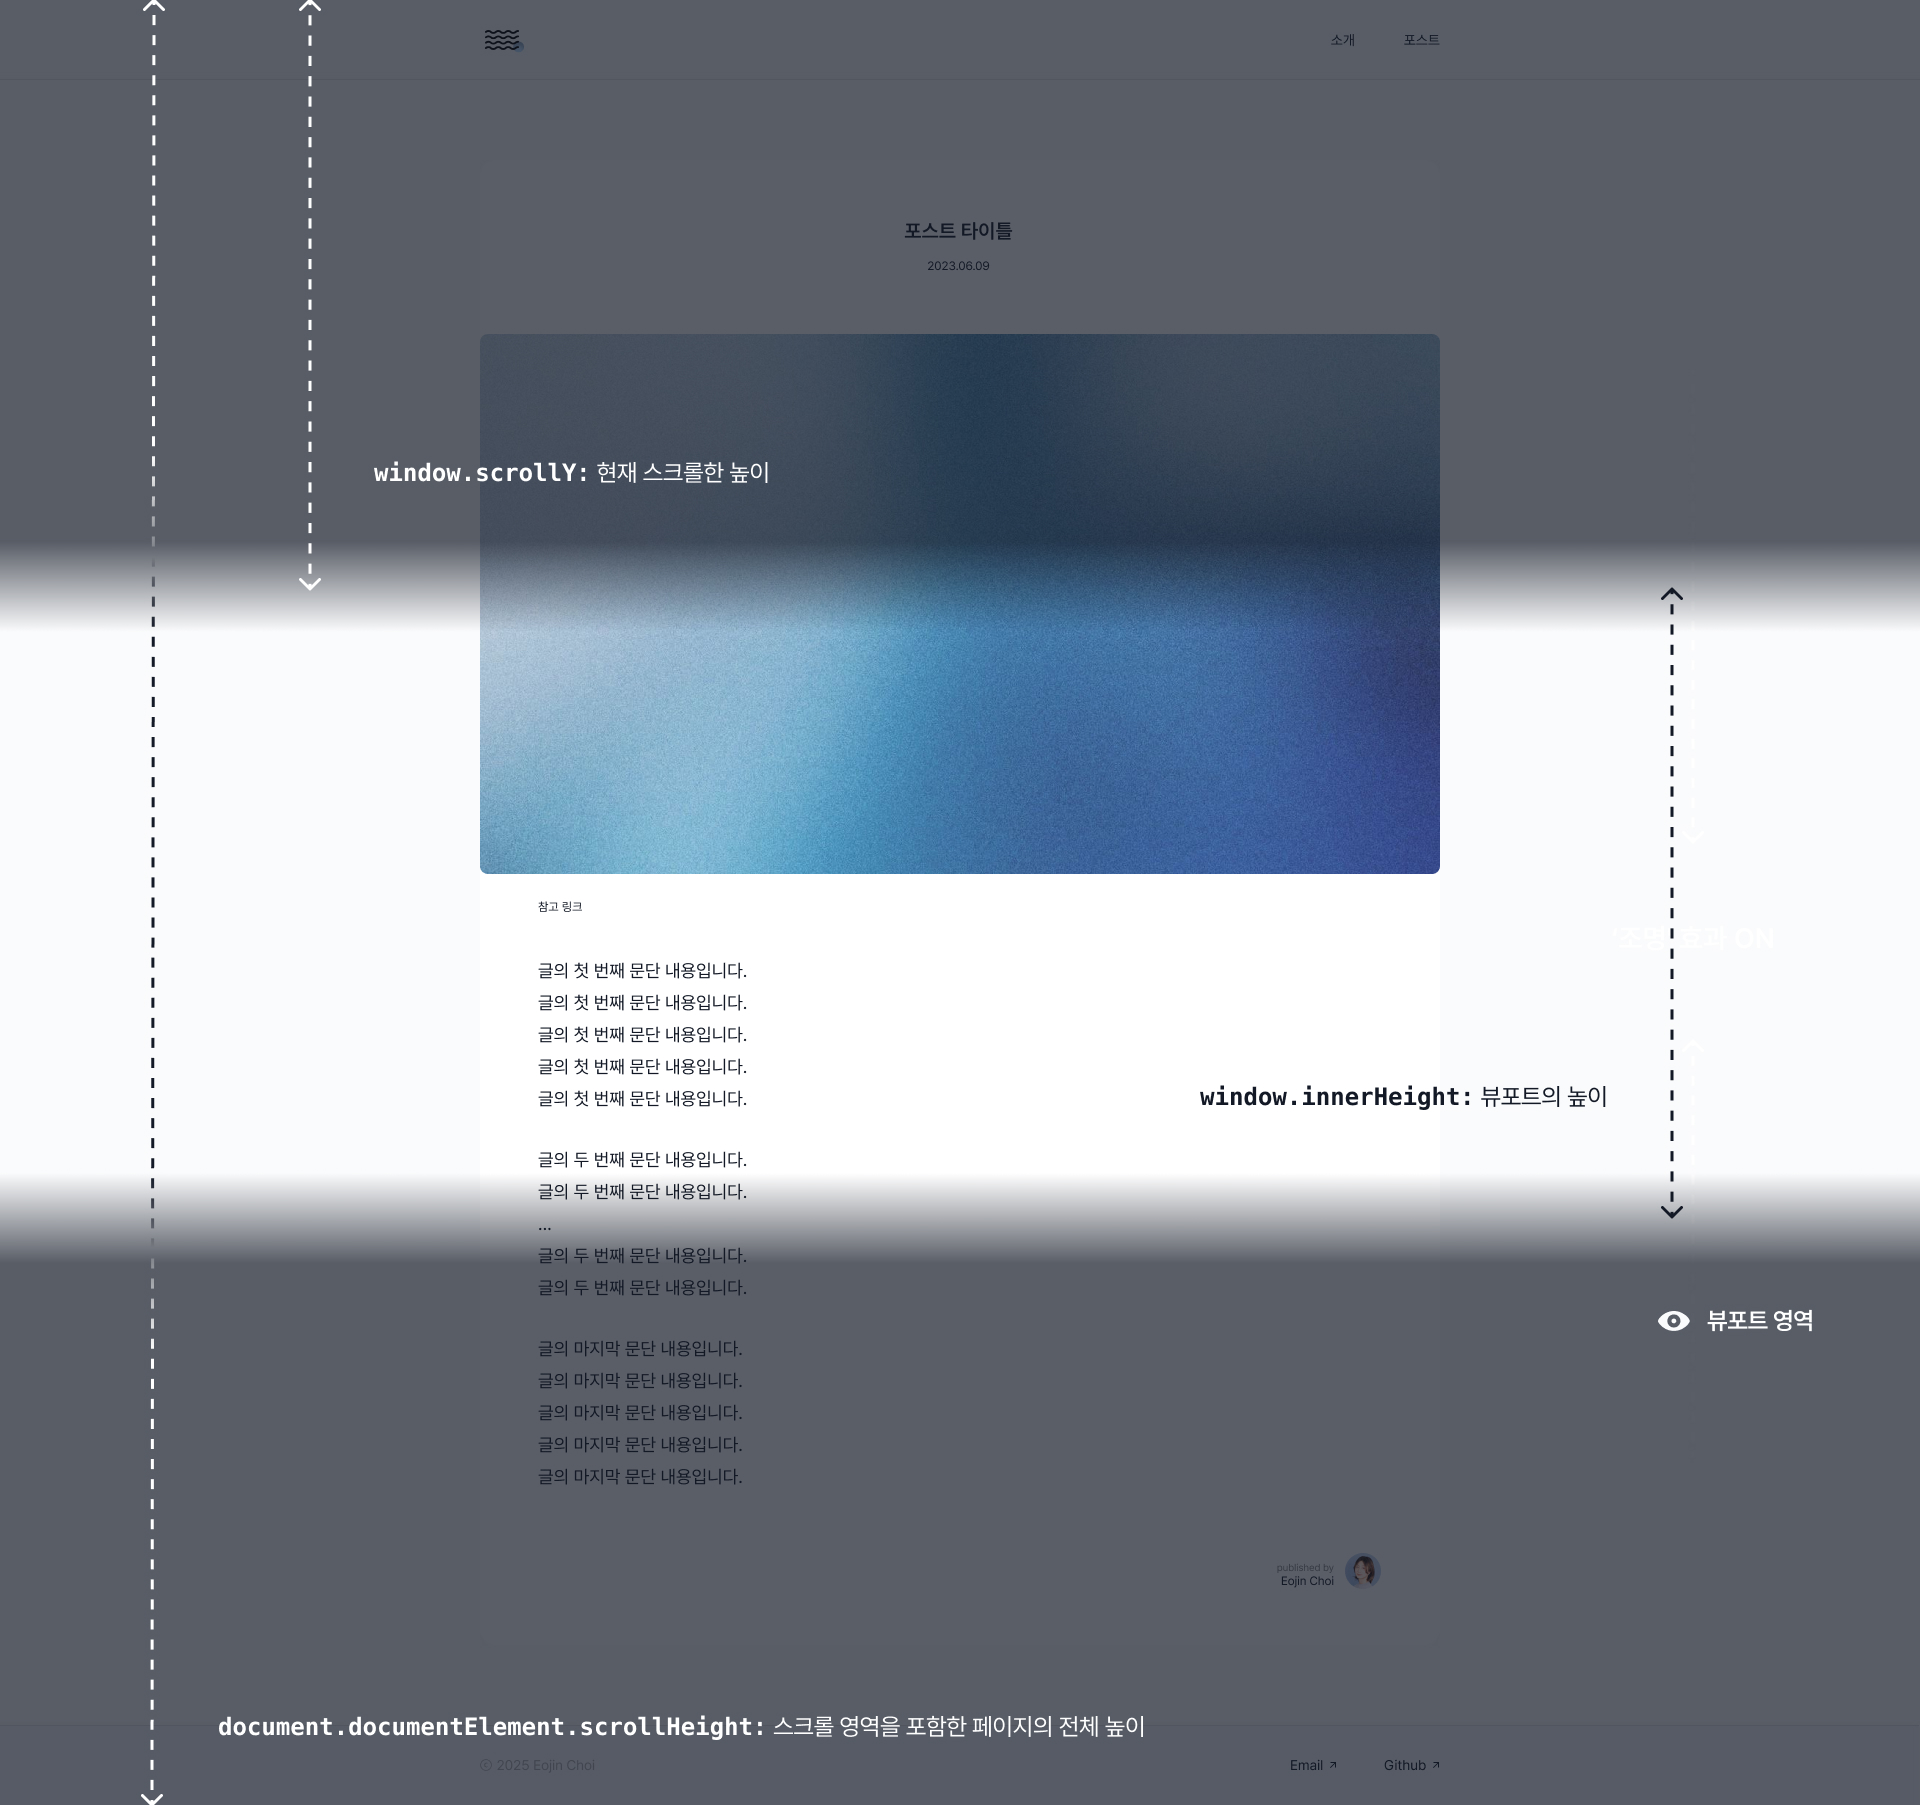 소개
포스트
포스트 타이틀
2023.06.09
window.scrollY: 현재 스크롤한 높이
참고 링크
'조명' 효과 ON
글의 첫 번째 문단 내용입니다.
글의 첫 번째 문단 내용입니다.
글의 첫 번째 문단 내용입니다.
글의 첫 번째 문단 내용입니다.
글의 첫 번째 문단 내용입니다.
window.innerHeight: 뷰포트의 높이
글의 두 번째 문단 내용입니다.
글의 두 번째 문단 내용입니다.
...
글의 두 번째 문단 내용입니다.
글의 두 번째 문단 내용입니다.
뷰포트 영역
글의 마지막 문단 내용입니다.
글의 마지막 문단 내용입니다.
글의 마지막 문단 내용입니다.
글의 마지막 문단 내용입니다.
글의 마지막 문단 내용입니다.
published by
Eojin Choi
document.documentElement.scrollHeight: 스크롤 영역을 포함한 페이지의 전체 높이
ⓒ 2025 Eojin Choi
Email ↗
Github ↗